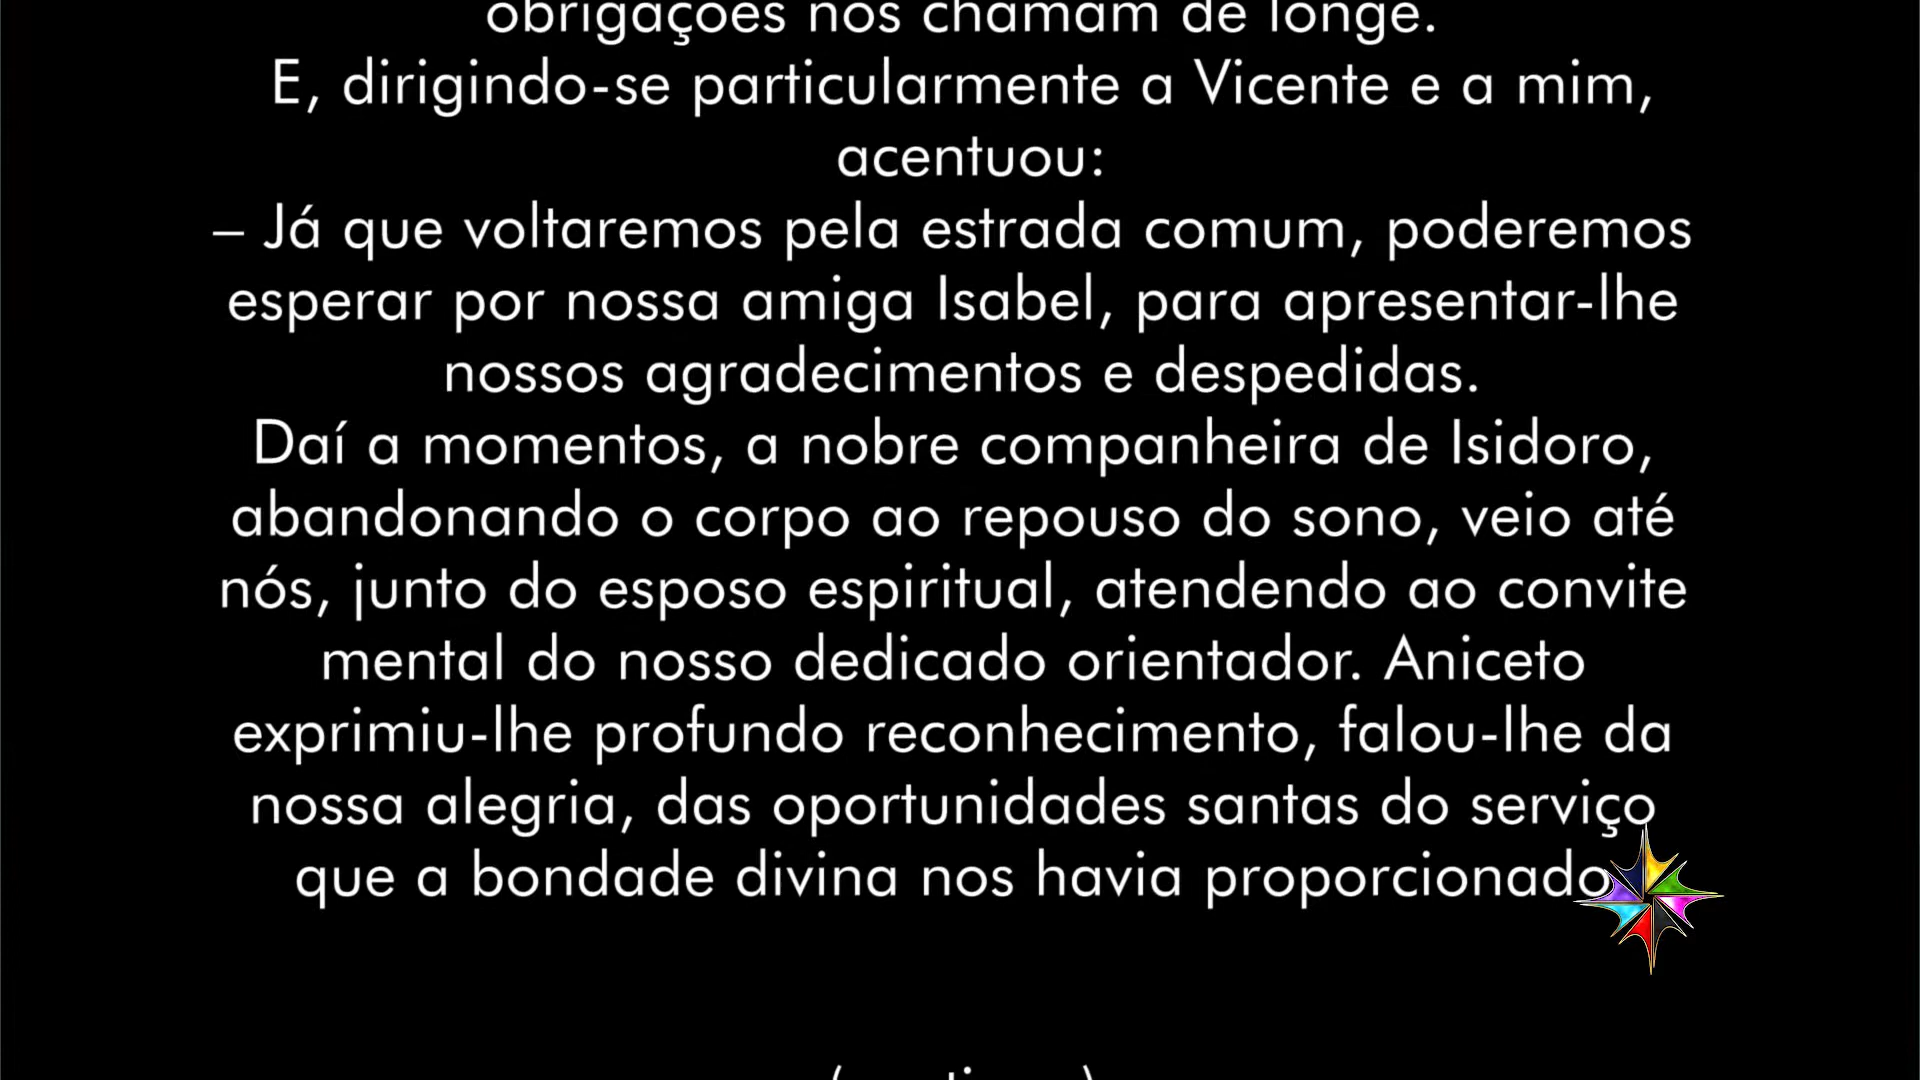 obrigações nos chamam de longe.
E, dirigindo-se particularmente a Vicente e a mim,
acentuou:
– Já que voltaremos pela estrada comum, poderemos
esperar por nossa amiga Isabel, para apresentar-lhe
nossos agradecimentos e despedidas.
Daí a momentos, a nobre companheira de Isidoro,
abandonando o corpo ao repouso do sono, veio até
nós, junto do esposo espiritual, atendendo ao convite
mental do nosso dedicado orientador. Aniceto
exprimiu-lhe profundo reconhecimento, falou-lhe da
nossa alegria, das oportunidades santas do serviço
que a bondade divina nos havia proporcionado